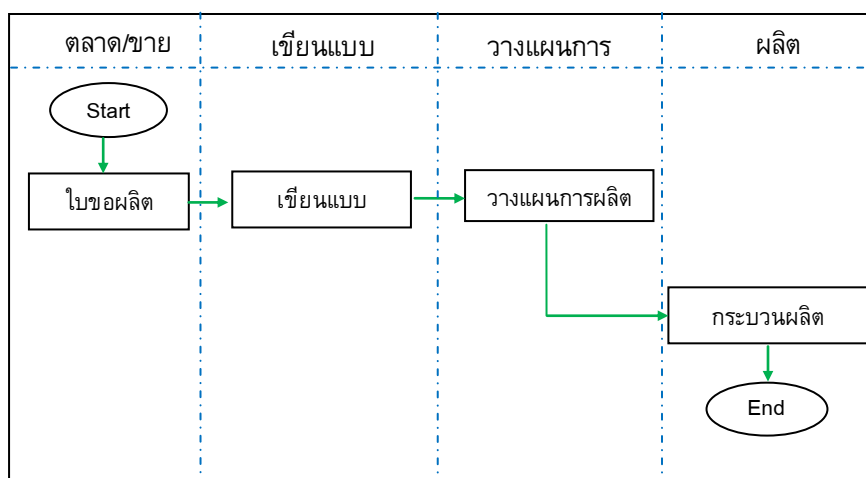 ตลาด/ขาย
เขียนแบบ
วางแผนการ
ผลิต
Start
ใบขอผลิต
เขียนแบบ
วางแผนการผลิต
กระบวนผลิต
End